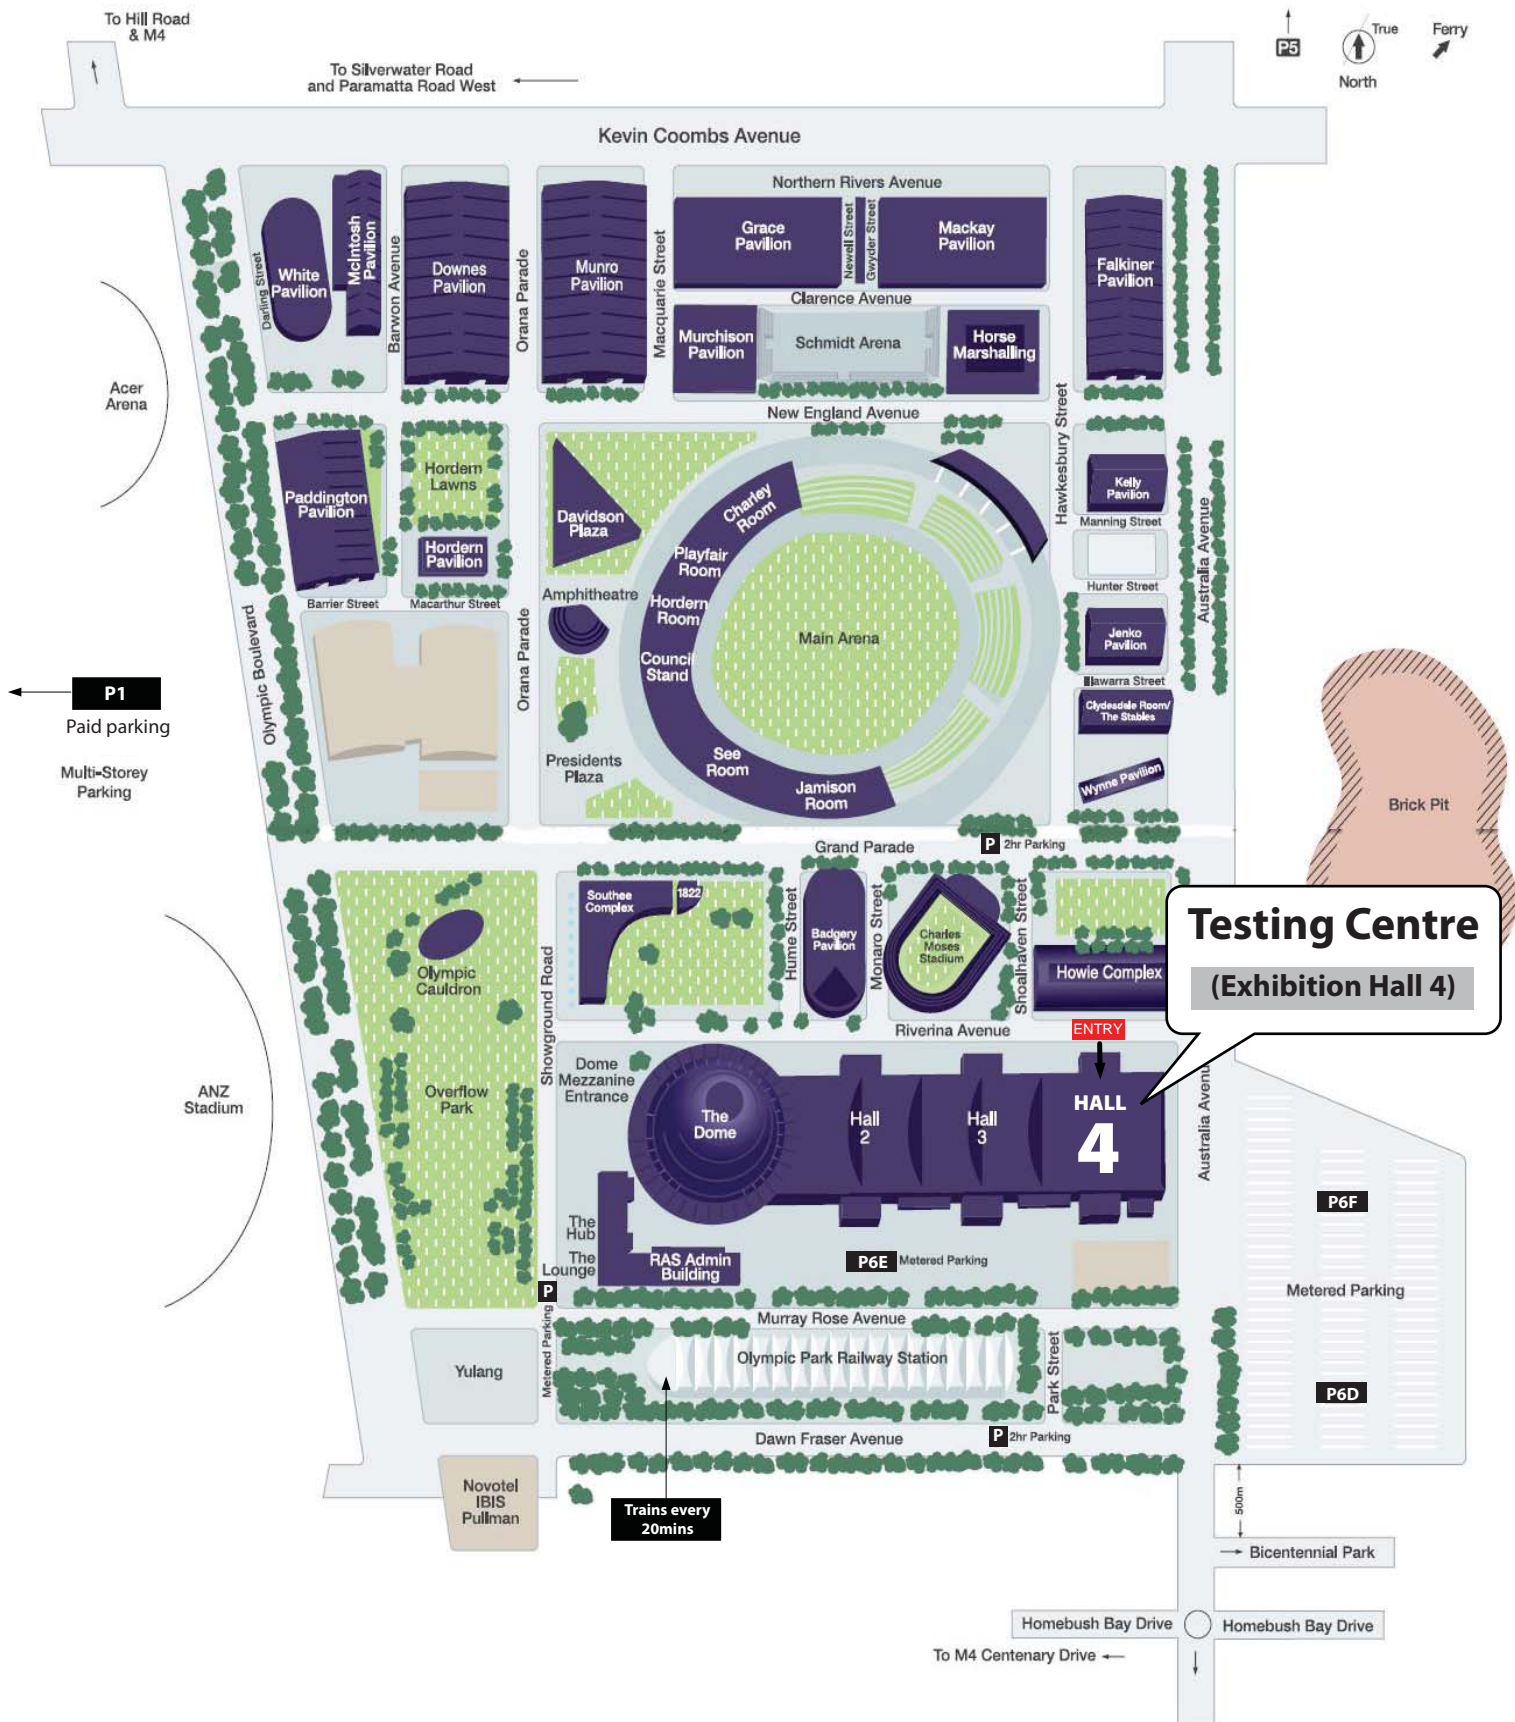 To Hill Road
& M4
To Silverwater Road
and Paramatta Road West
P5
True
North
Ferry
Kevin Coombs Avenue
Northern Rivers Avenue
Darling Street
White
Pavilion
McIntosh
Pavilion
Barwon Avenue
Downes
Pavilion
Orana Parade
Munro
Pavilion
Macquarie Street
Grace
Pavilion
Newell Street
Gwyder Street
Mackay
Pavilion
Falkiner
Pavilion
Clarence Avenue
Murchison
Pavilion
Schmidt Arena
Horse
Marshalling
Acer
Arena
New England Avenue
Hawkesbury Street
Paddington
Pavilion
Hordern
Lawns
Hordern
Pavilion
Davidson
Plaza
Charley
Room
Playfair
Room
Hordern
Room
Council
Stand
See
Room
Jamison
Room
Main Arena
Kelly
Pavilion
Manning Street
Hunter Street
Australia Avenue
Jenko
Pavilion
Illawarra Street
Clydesdale Room/
The Stables
Wynne Pavilion
Barrier Street
Macarthur Street
Amphitheatre
Olympic Boulevard
Orana Parade
Presidents
Plaza
P1
Paid parking
Multi-Storey
Parking
Brick Pit
Grand Parade
P 2hr Parking
Southee
Complex
1822
Hume Street
Badgery
Pavilion
Monaro Street
Charles
Moses
Stadium
Shoalhaven Street
Howie Complex
Testing Centre
(Exhibition Hall 4)
Olympic
Cauldron
Showground Road
Riverina Avenue
ENTRY
Overflow
Park
ANZ
Stadium
Dome
Mezzanine
Entrance
The
Dome
Hall
2
Hall
3
HALL
4
Australia Avenue
The
Hub
The
Lounge
RAS Admin
Building
P6E Metered Parking
P6F
Metered Parking
P6D
P
Metered Parking
Murray Rose Avenue
Yulang
Olympic Park Railway Station
Park Street
Dawn Fraser Avenue
P 2hr Parking
Novotel
IBIS
Pullman
Trains every
20mins
500m
Bicentennial Park
Homebush Bay Drive
Homebush Bay Drive
To M4 Centenary Drive